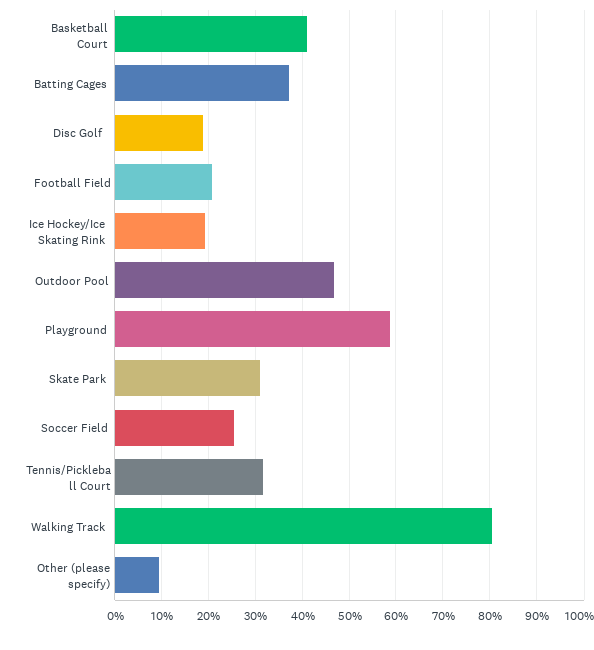 Basketball
Court
Batting Cages
Disc Golf
Football Field
Ice Hockey/Ice
Skating Rink
Outdoor Pool
Playground
Skate Park
Soccer Field
Tennis/Pickleba
ll Court
Walking Track
Other (please
specify)
0% 10% 20% 30% 40% 50% 60% 70% 80% 90% 100%